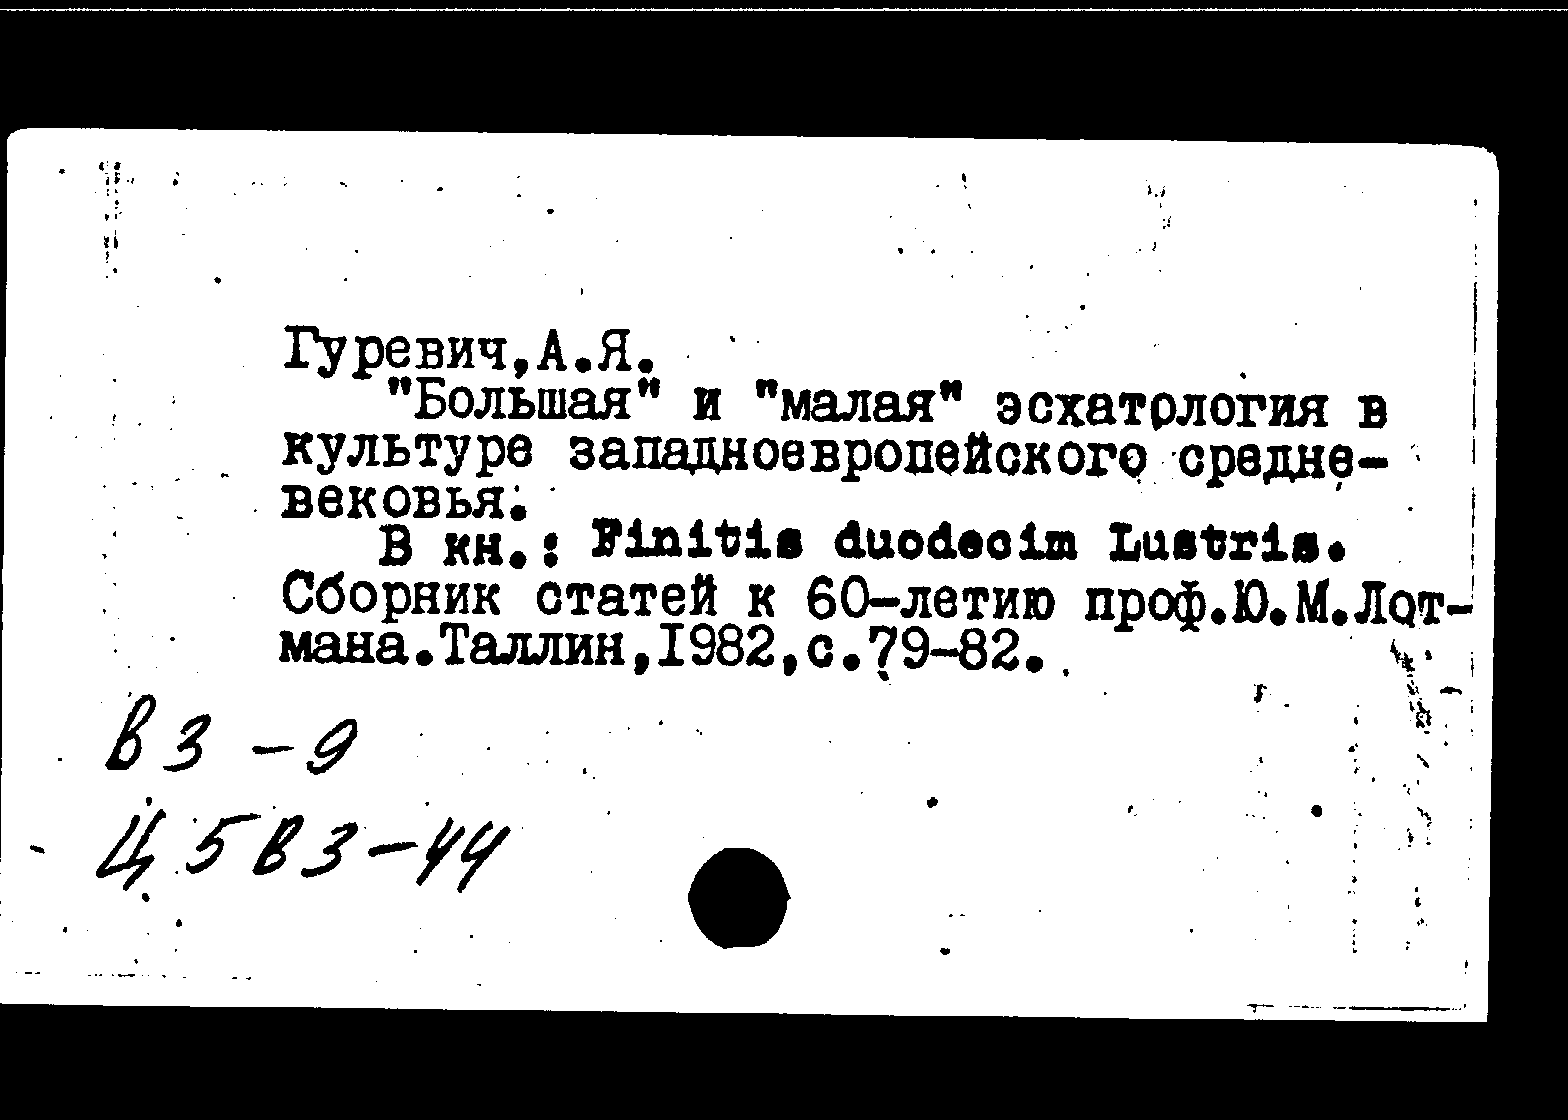 Гуревич,А.Я.
"Большая" и "малая" эсхатология в
культуре западноевропейского средне-
вековья.
В кн.: Finitis duodecim Lustris.
Сборник статей к 60-летию проф.Ю.М.Лот-
мана.Таллин,1982,с.79-82.
В3-9
Ц5В3-44